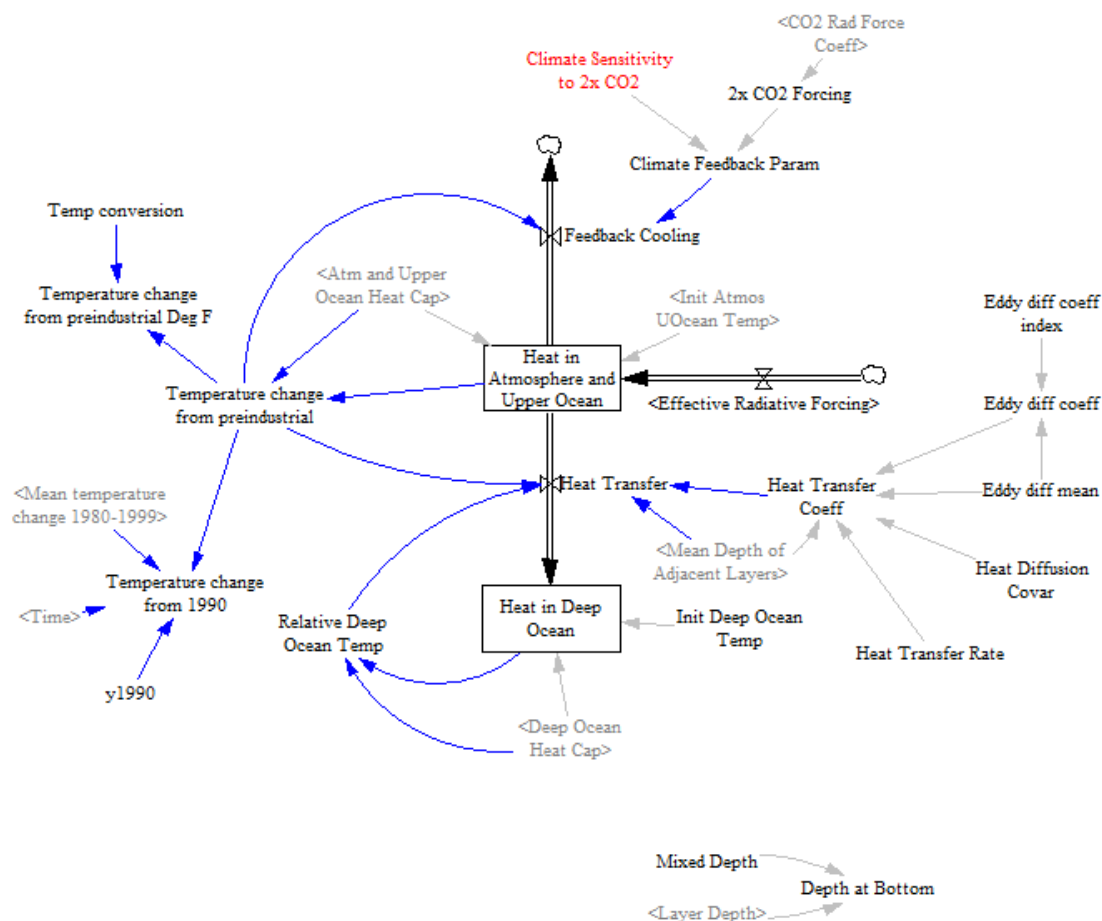 <CO2 Rad Force
Coeff>
Climate Sensitivity
to 2x CO2
2x CO2 Forcing
Climate Feedback Param
Temp conversion
Feedback Cooling
<Atm and Upper
Ocean Heat Cap>
<Init Atmos
UOcean Temp>
Temperature change
from preindustrial Deg F
Eddy diff coeff
index
Heat in
Atmosphere and
Upper Ocean
Temperature change
from preindustrial
<Effective Radiative Forcing>
Eddy diff coeff
<Mean temperature
change 1980-1999>
Heat Transfer
Heat Transfer
Coeff
Eddy diff mean
<Mean Depth of
Adjacent Layers>
Heat Diffusion
Covar
Temperature change
from 1990
<Time>
Relative Deep
Ocean Temp
Heat in Deep
Ocean
Init Deep Ocean
Temp
Heat Transfer Rate
y1990
<Deep Ocean
Heat Cap>
Mixed Depth
Depth at Bottom
<Layer Depth>